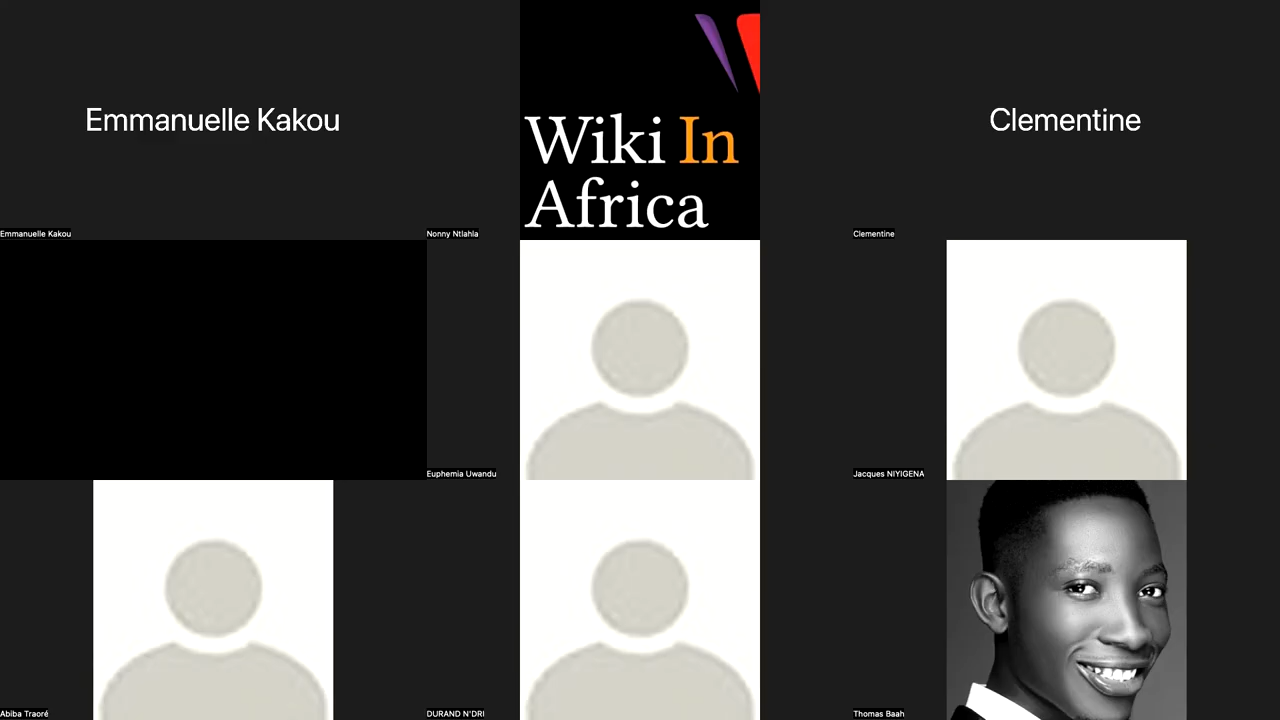 Emmanuelle Kakou
Wiki In
Africa
Clementine
Emmanuelle Kakou
Nonny Ntlahla
Clementine
Euphemia Uwandu
Jacques NIYIGENA
Abiba Traoré
DURAND N'DRI
Thomas Baah